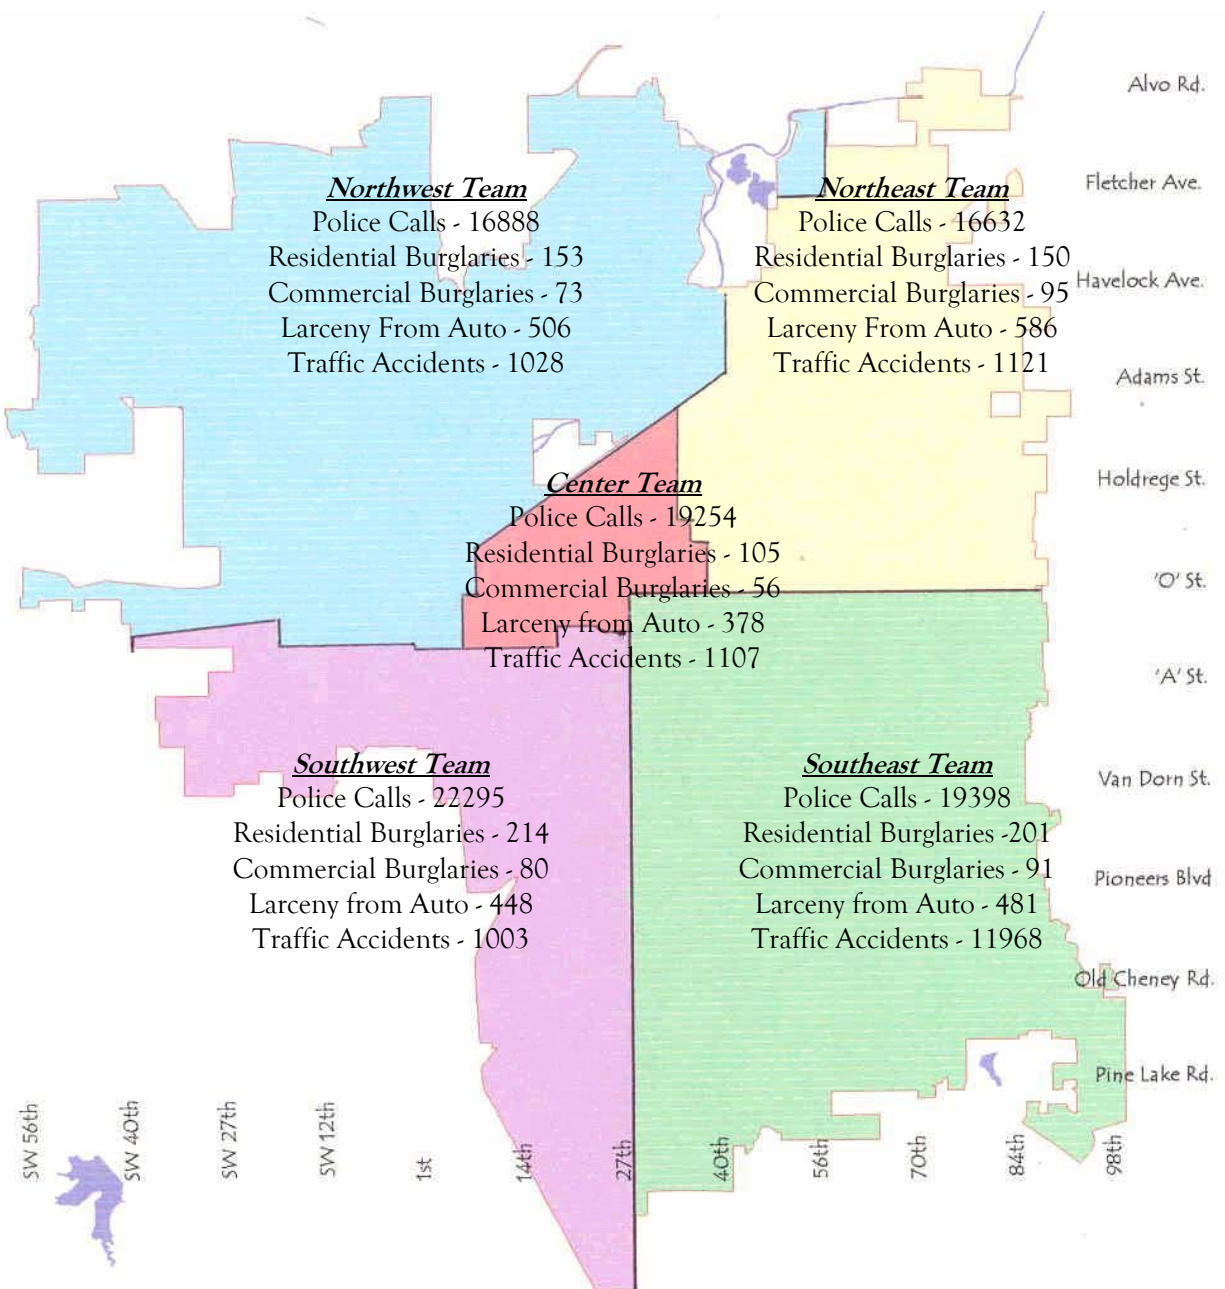 Alvo Rd.
Fletcher Ave.
Havelock Ave.
Adams St.
Holdrege St.
'O' St.
'A' St.
Van Dorn St.
Pioneers Blvd
Old Cheney Rd.
Pine Lake Rd.
Northwest Team
Police Calls - 16888
Residential Burglaries - 153
Commercial Burglaries - 73
Larceny From Auto - 506
Traffic Accidents - 1028
Northeast Team
Police Calls - 16632
Residential Burglaries - 150
Commercial Burglaries - 95
Larceny From Auto - 586
Traffic Accidents - 1121
Center Team
Police Calls - 19254
Residential Burglaries - 105
Commercial Burglaries - 56
Larceny from Auto - 378
Traffic Accidents - 1107
Southwest Team
Police Calls - 22295
Residential Burglaries - 214
Commercial Burglaries - 80
Larceny from Auto - 448
Traffic Accidents - 1003
Southeast Team
Police Calls - 19398
Residential Burglaries -201
Commercial Burglaries - 91
Larceny from Auto - 481
Traffic Accidents - 11968
SW 56th
SW 40th
SW 27th
SW 12th
1st
14th
27th
40th
56th
70th
84th
98th